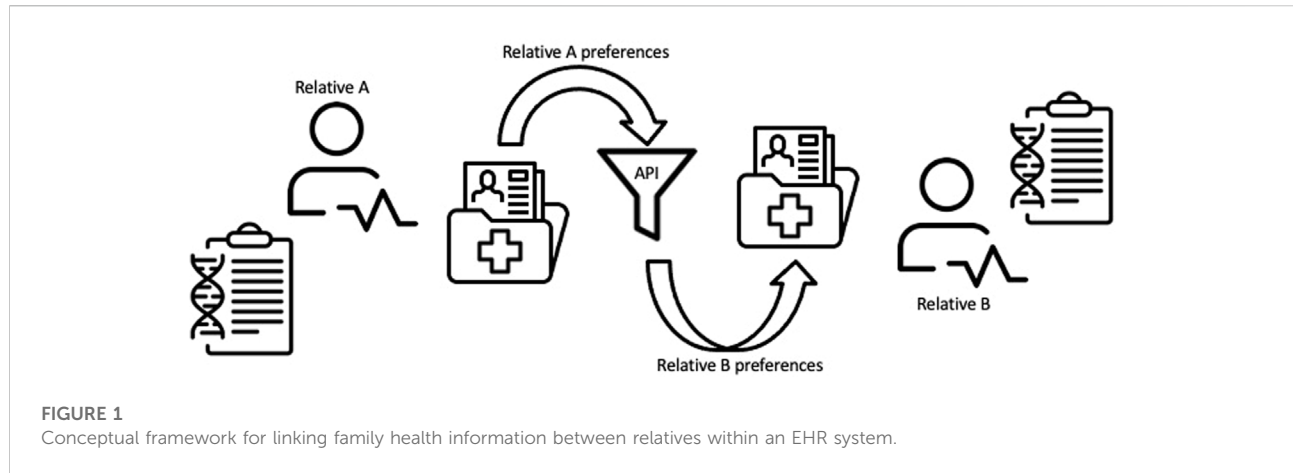 Relative A preferences
Relative A
API
Relative B
Relative B preferences
FIGURE 1
Conceptual framework for linking family health information between relatives within an EHR system.